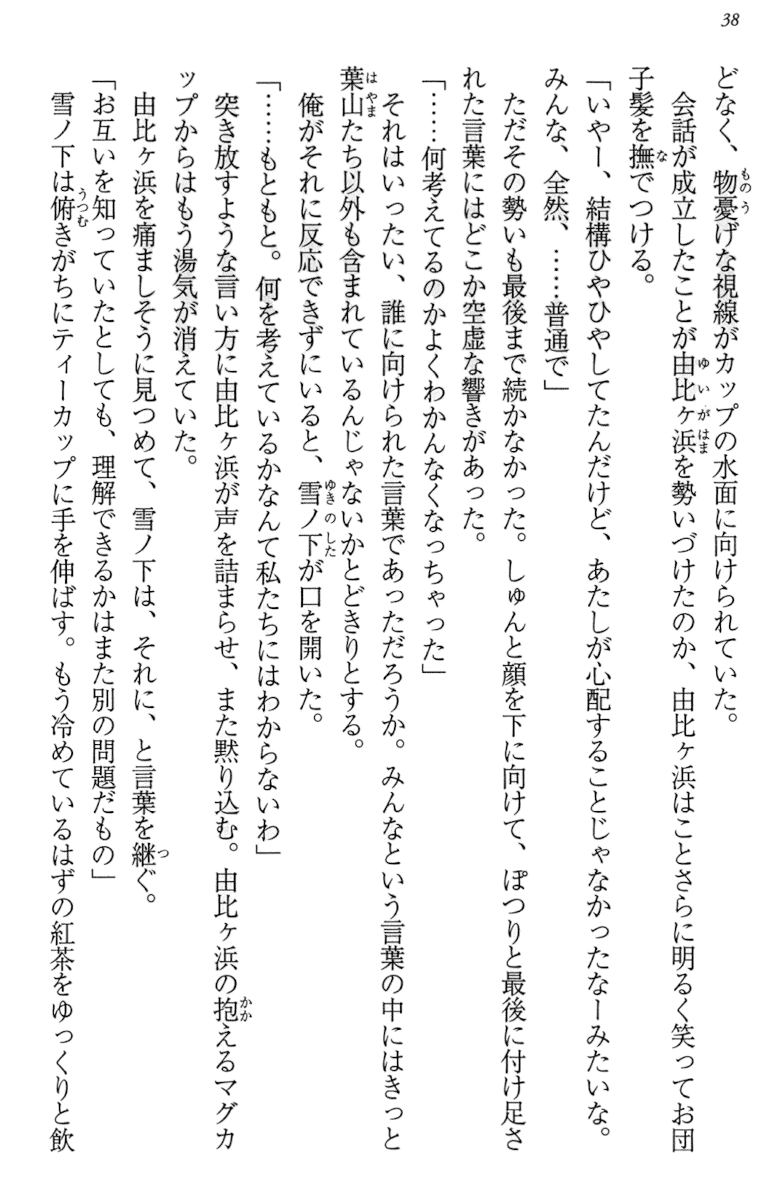 38
どなく、物憂げな視線がカップの水面に向けられていた。
　会話が成立したことが由比ヶ浜を勢いづけたのか、由比ヶ浜はことさらに明るく笑ってお団
子髪を撫でつける。
「いやー、結構ひやひやしてたんだけど、あたしが心配することじゃなかったなーみたいな。
みんな、全然、……普通で」
　ただその勢いも最後まで続かなかった。しゅんと顔を下に向けて、ぽつりと最後に付け足さ
れた言葉にはどこか空虚な響きがあった。
「……何考えてるのかよくわかんなくなっちゃった」
　それはいったい、誰に向けられた言葉であっただろうか。みんなという言葉の中にはきっと
葉山たち以外も含まれているんじゃないかとどきりとする。
　俺がそれに反応できずにいると、雪ノ下が口を開いた。
「……もともと。何を考えているかなんて私たちにはわからないわ」
　突き放すような言い方に由比ヶ浜が声を詰まらせ、また黙り込む。由比ヶ浜の抱えるマグカ
ップからはもう湯気が消えていた。
　由比ヶ浜を痛ましそうに見つめて、雪ノ下は、それに、と言葉を継ぐ。
「お互いを知っていたとしても、理解できるかはまた別の問題だもの」
　雪ノ下は俯きがちにティーカップに手を伸ばす。もう冷めているはずの紅茶をゆっくりと飲